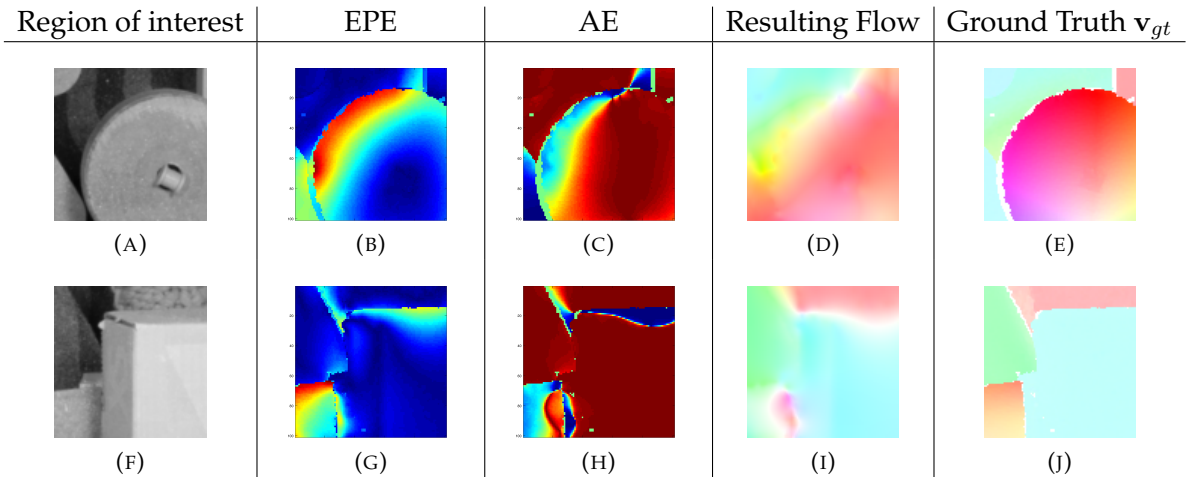 Region of interest EPE AE Resulting Flow Ground Truth v_gt
(A) (B) (C) (D) (E)
(F) (G) (H) (I) (J)